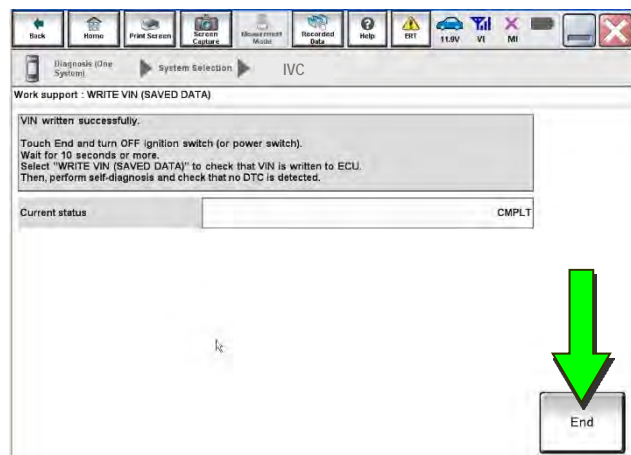 Back
Home
Print Screen
Screen Capture
Measurement Mode
Recorded Data
Help
ERT
11.9V
VI
MI
Diagnosis (One System)
System Selection
IVC
Work support : WRITE VIN (SAVED DATA)
VIN written successfully.
Touch End and turn OFF ignition switch (or power switch).
Wait for 10 seconds or more.
Select "WRITE VIN (SAVED DATA)" to check that VIN is written to ECU.
Then, perform self-diagnosis and check that no DTC is detected.
Current status
CMPLT
End